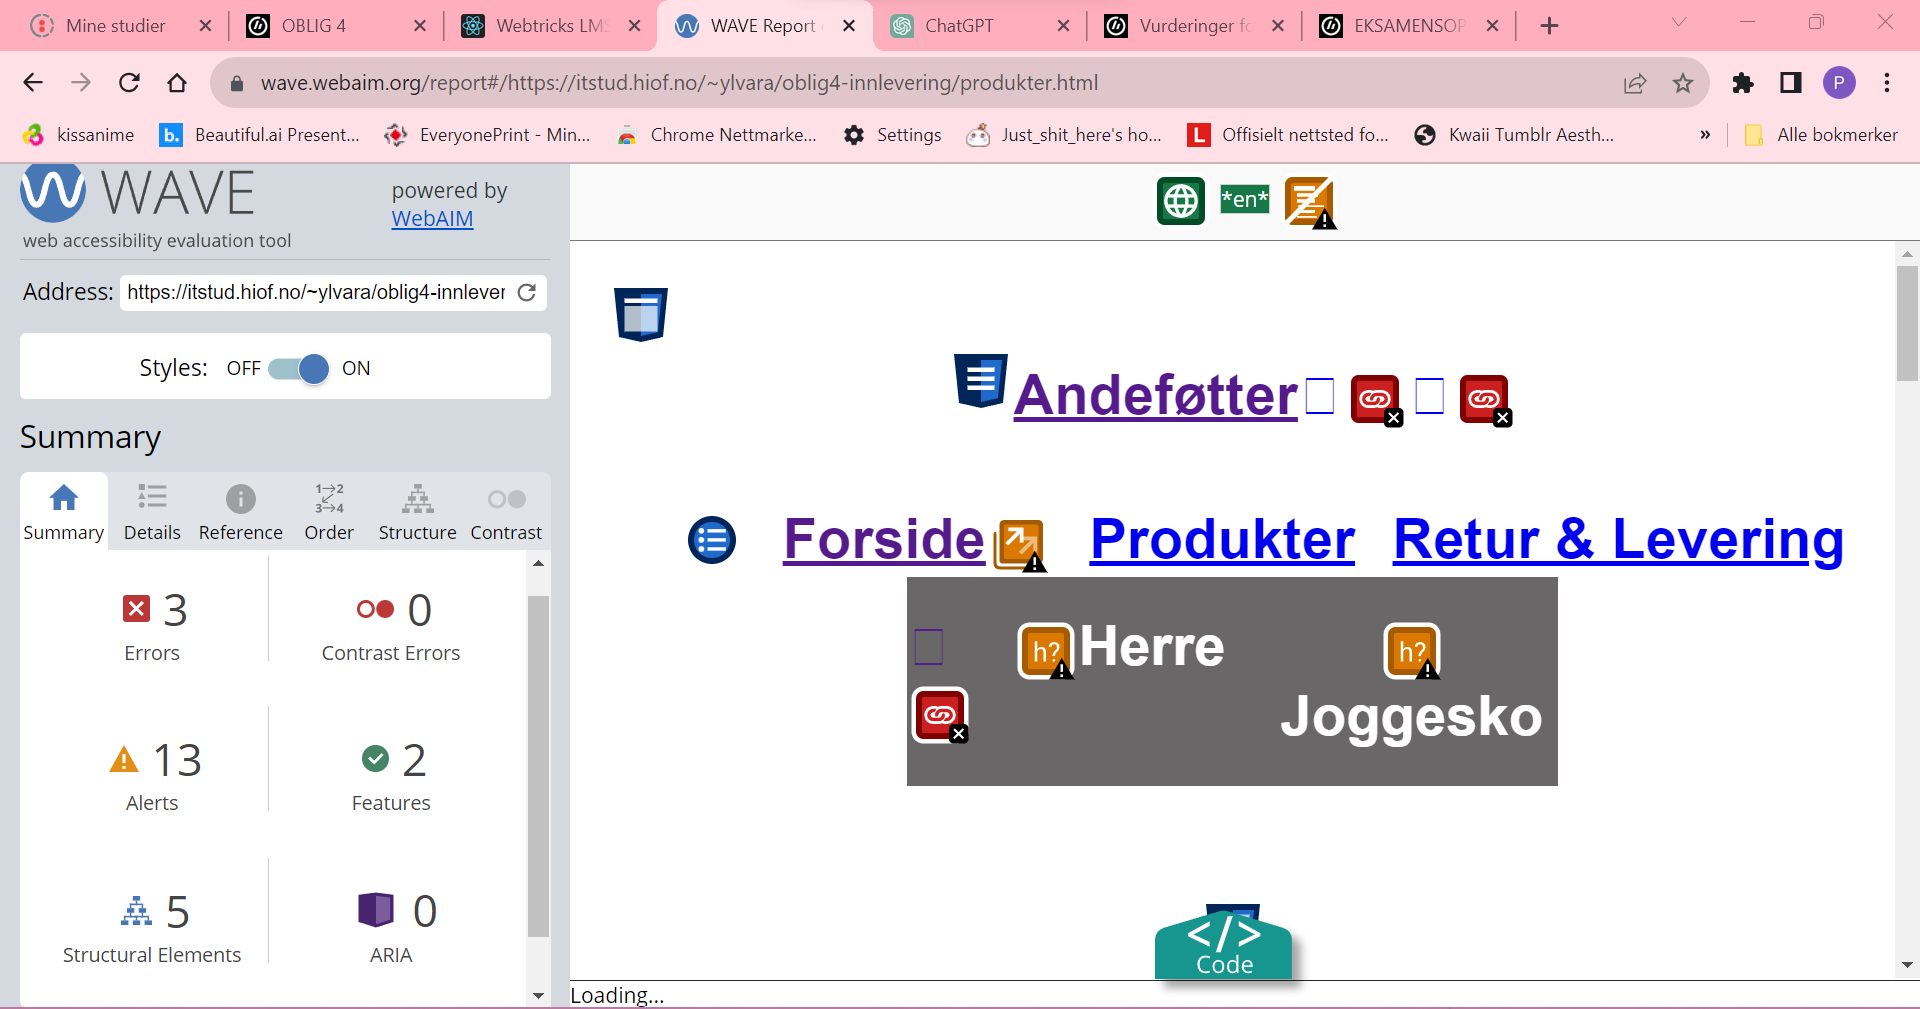 Mine studier
OBLIG 4
Webtricks LMS
WAVE Report
ChatGPT
Vurderinger fo
EKSAMENSOP
wave.webaim.org/report#/https://itstud.hiof.no/~ylvara/oblig4-innlevering/produkter.html
P
kissanime
b. Beautiful.ai Present...
EveryonePrint - Min...
Chrome Nettmarke...
Settings
Just_shit_here's ho...
L Offisielt nettsted fo...
Kwaii Tumblr Aesth...
»
Alle bokmerker
WAVE
powered by
WebAIM
web accessibility evaluation tool
Address: https://itstud.hiof.no/~ylvara/oblig4-innlever
Styles: OFF ON
Summary
1→2
3→4
Summary Details Reference Order Structure Contrast
3
Errors
0
Contrast Errors
13
Alerts
2
Features
5
Structural Elements
0
ARIA
*en*
Andeføtter
Forside Produkter Retur & Levering
h? Herre
h?
Joggesko
</>
Code
Loading...